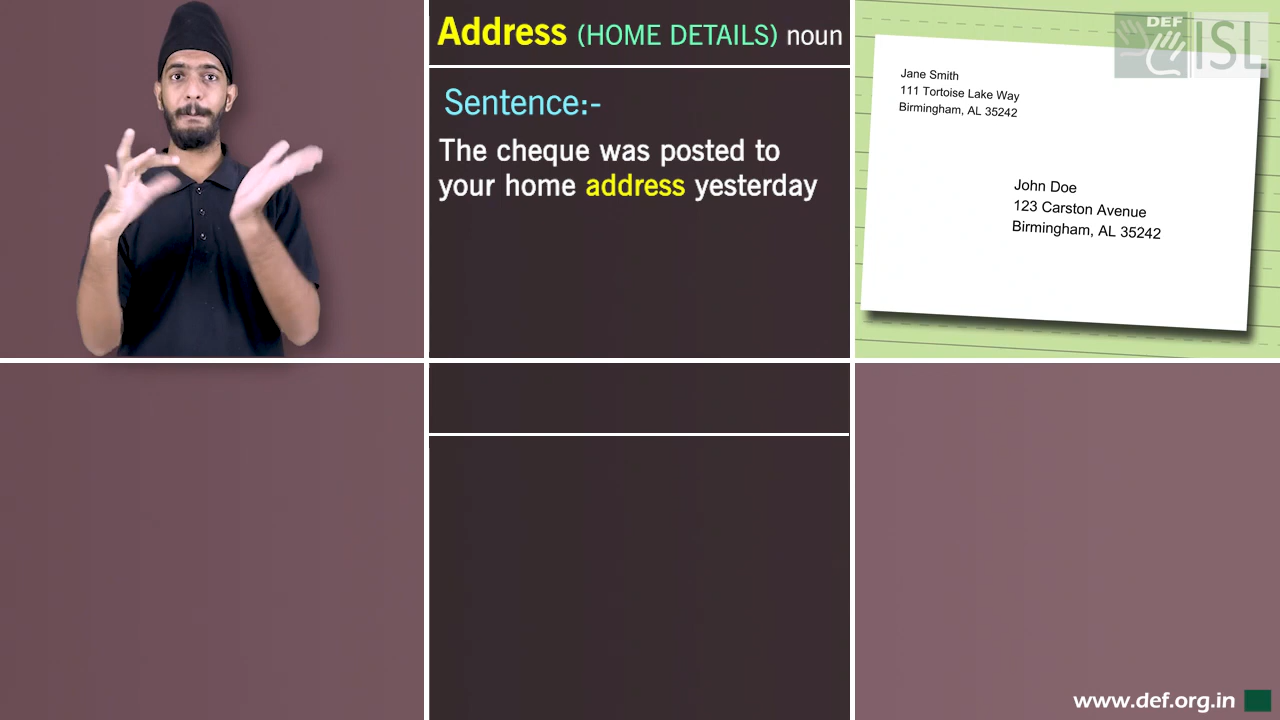 Address (HOME DETAILS) noun
Sentence:-
The cheque was posted to
your home address yesterday
DEF
ISL
Jane Smith
111 Tortoise Lake Way
Birmingham, AL 35242
John Doe
123 Carston Avenue
Birmingham, AL 35242
www.def.org.in